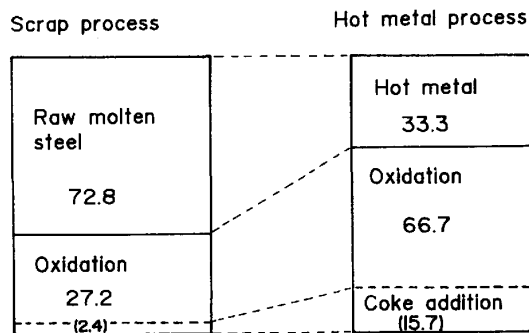 Scrap process
Hot metal process
Raw molten
steel
72.8
Oxidation
27.2
(2.4)
Hot metal
33.3
Oxidation
66.7
Coke addition
(15.7)